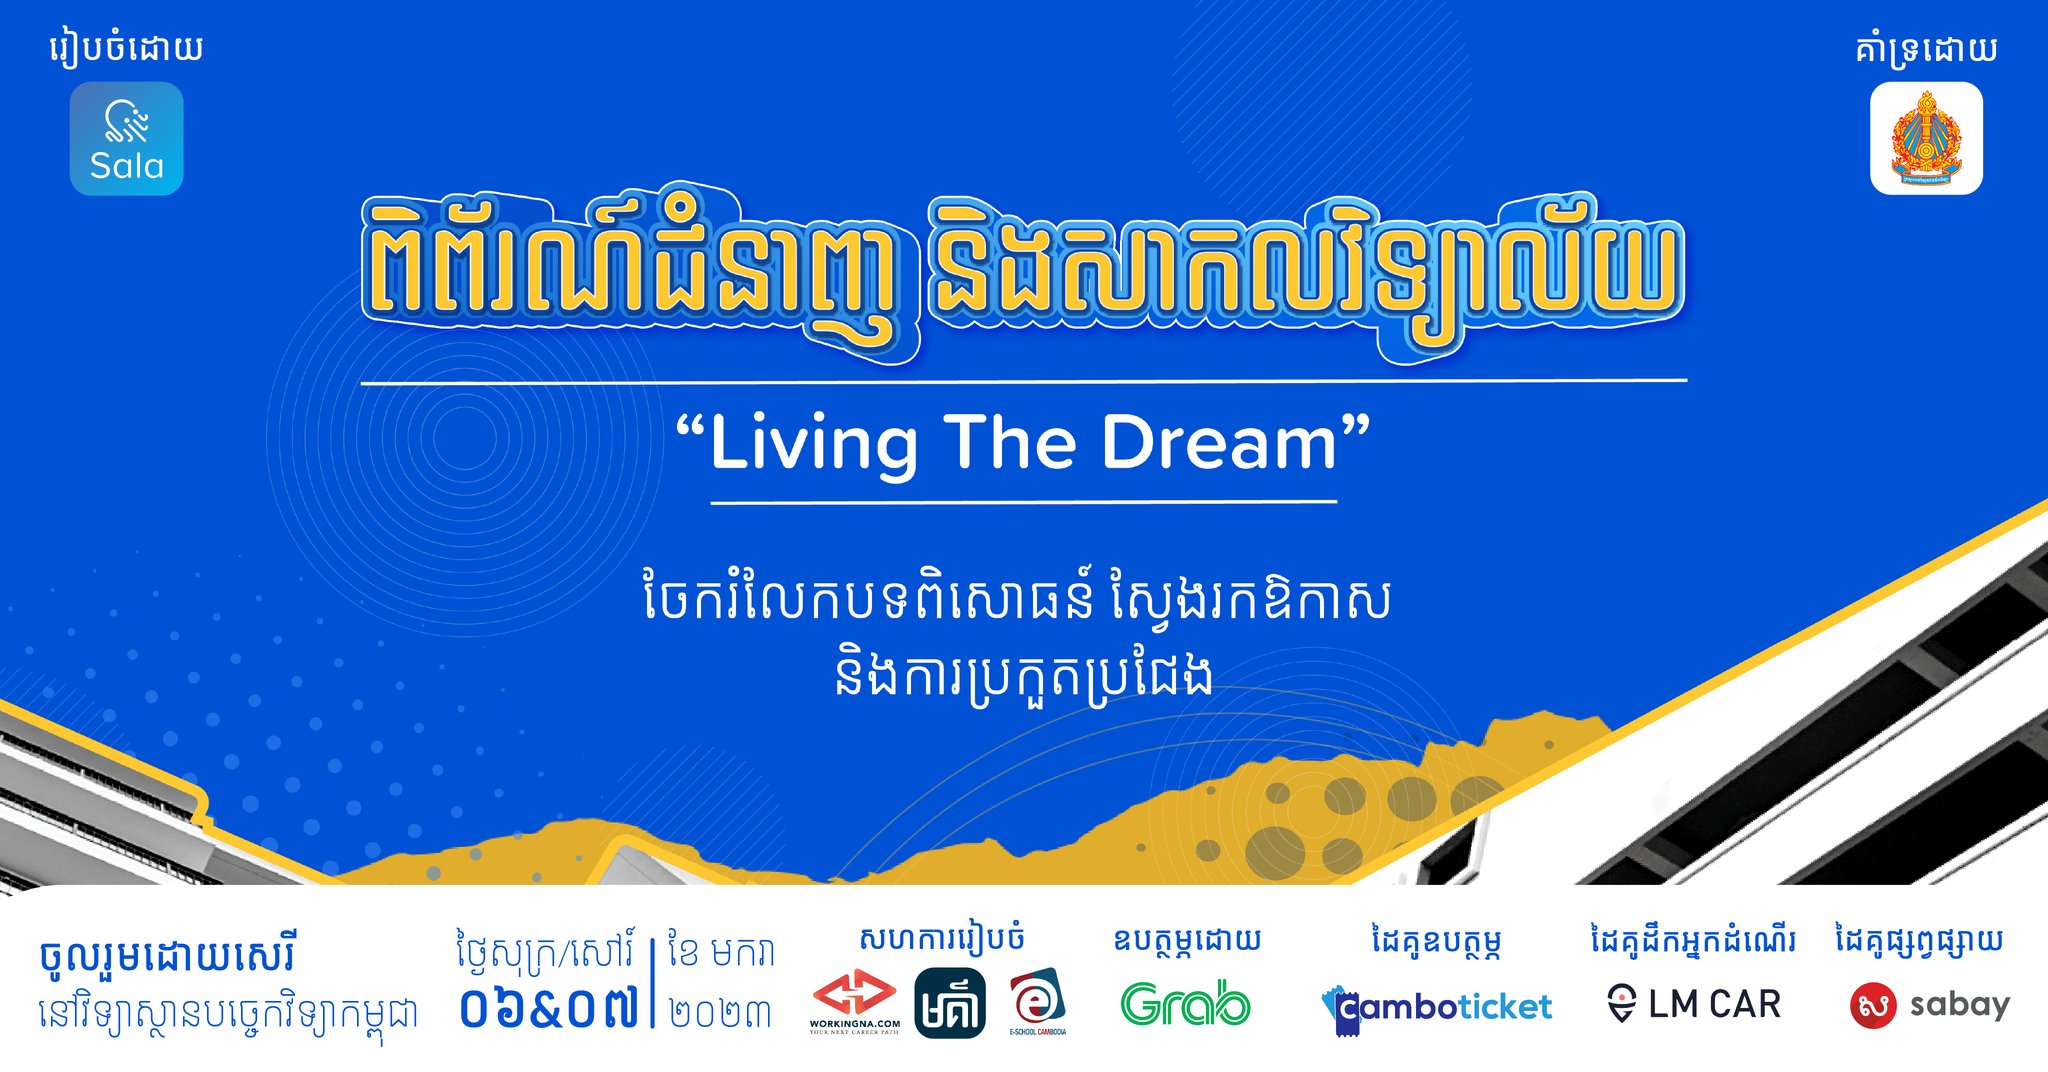 រៀបចំដោយ
Sala
គាំទ្រដោយ
ពិព័រណ៍ជំនាញ និងសាកលវិទ្យាល័យ
“Living The Dream”
ចែករំលែកបទពិសោធន៍ ស្វែងរកឱកាស
និងការប្រកួតប្រជែង
ចូលរួមដោយសេរី
នៅវិទ្យាស្ថានបច្ចេកវិទ្យាកម្ពុជា
ថ្ងៃសុក្រ/សៅរ៍
០៦&០៧
ខែ មករា
២០២៣
សហការរៀបចំ
WORKINGNA.COM
YOUR NEXT CAREER PATH
E-SCHOOL CAMBODIA
ឧបត្ថម្ភដោយ
Grab
ដៃគូឧបត្ថម្ភ
camboticket
ដៃគូដឹកអ្នកដំណើរ
LM CAR
ដៃគូផ្សព្វផ្សាយ
ស sabay